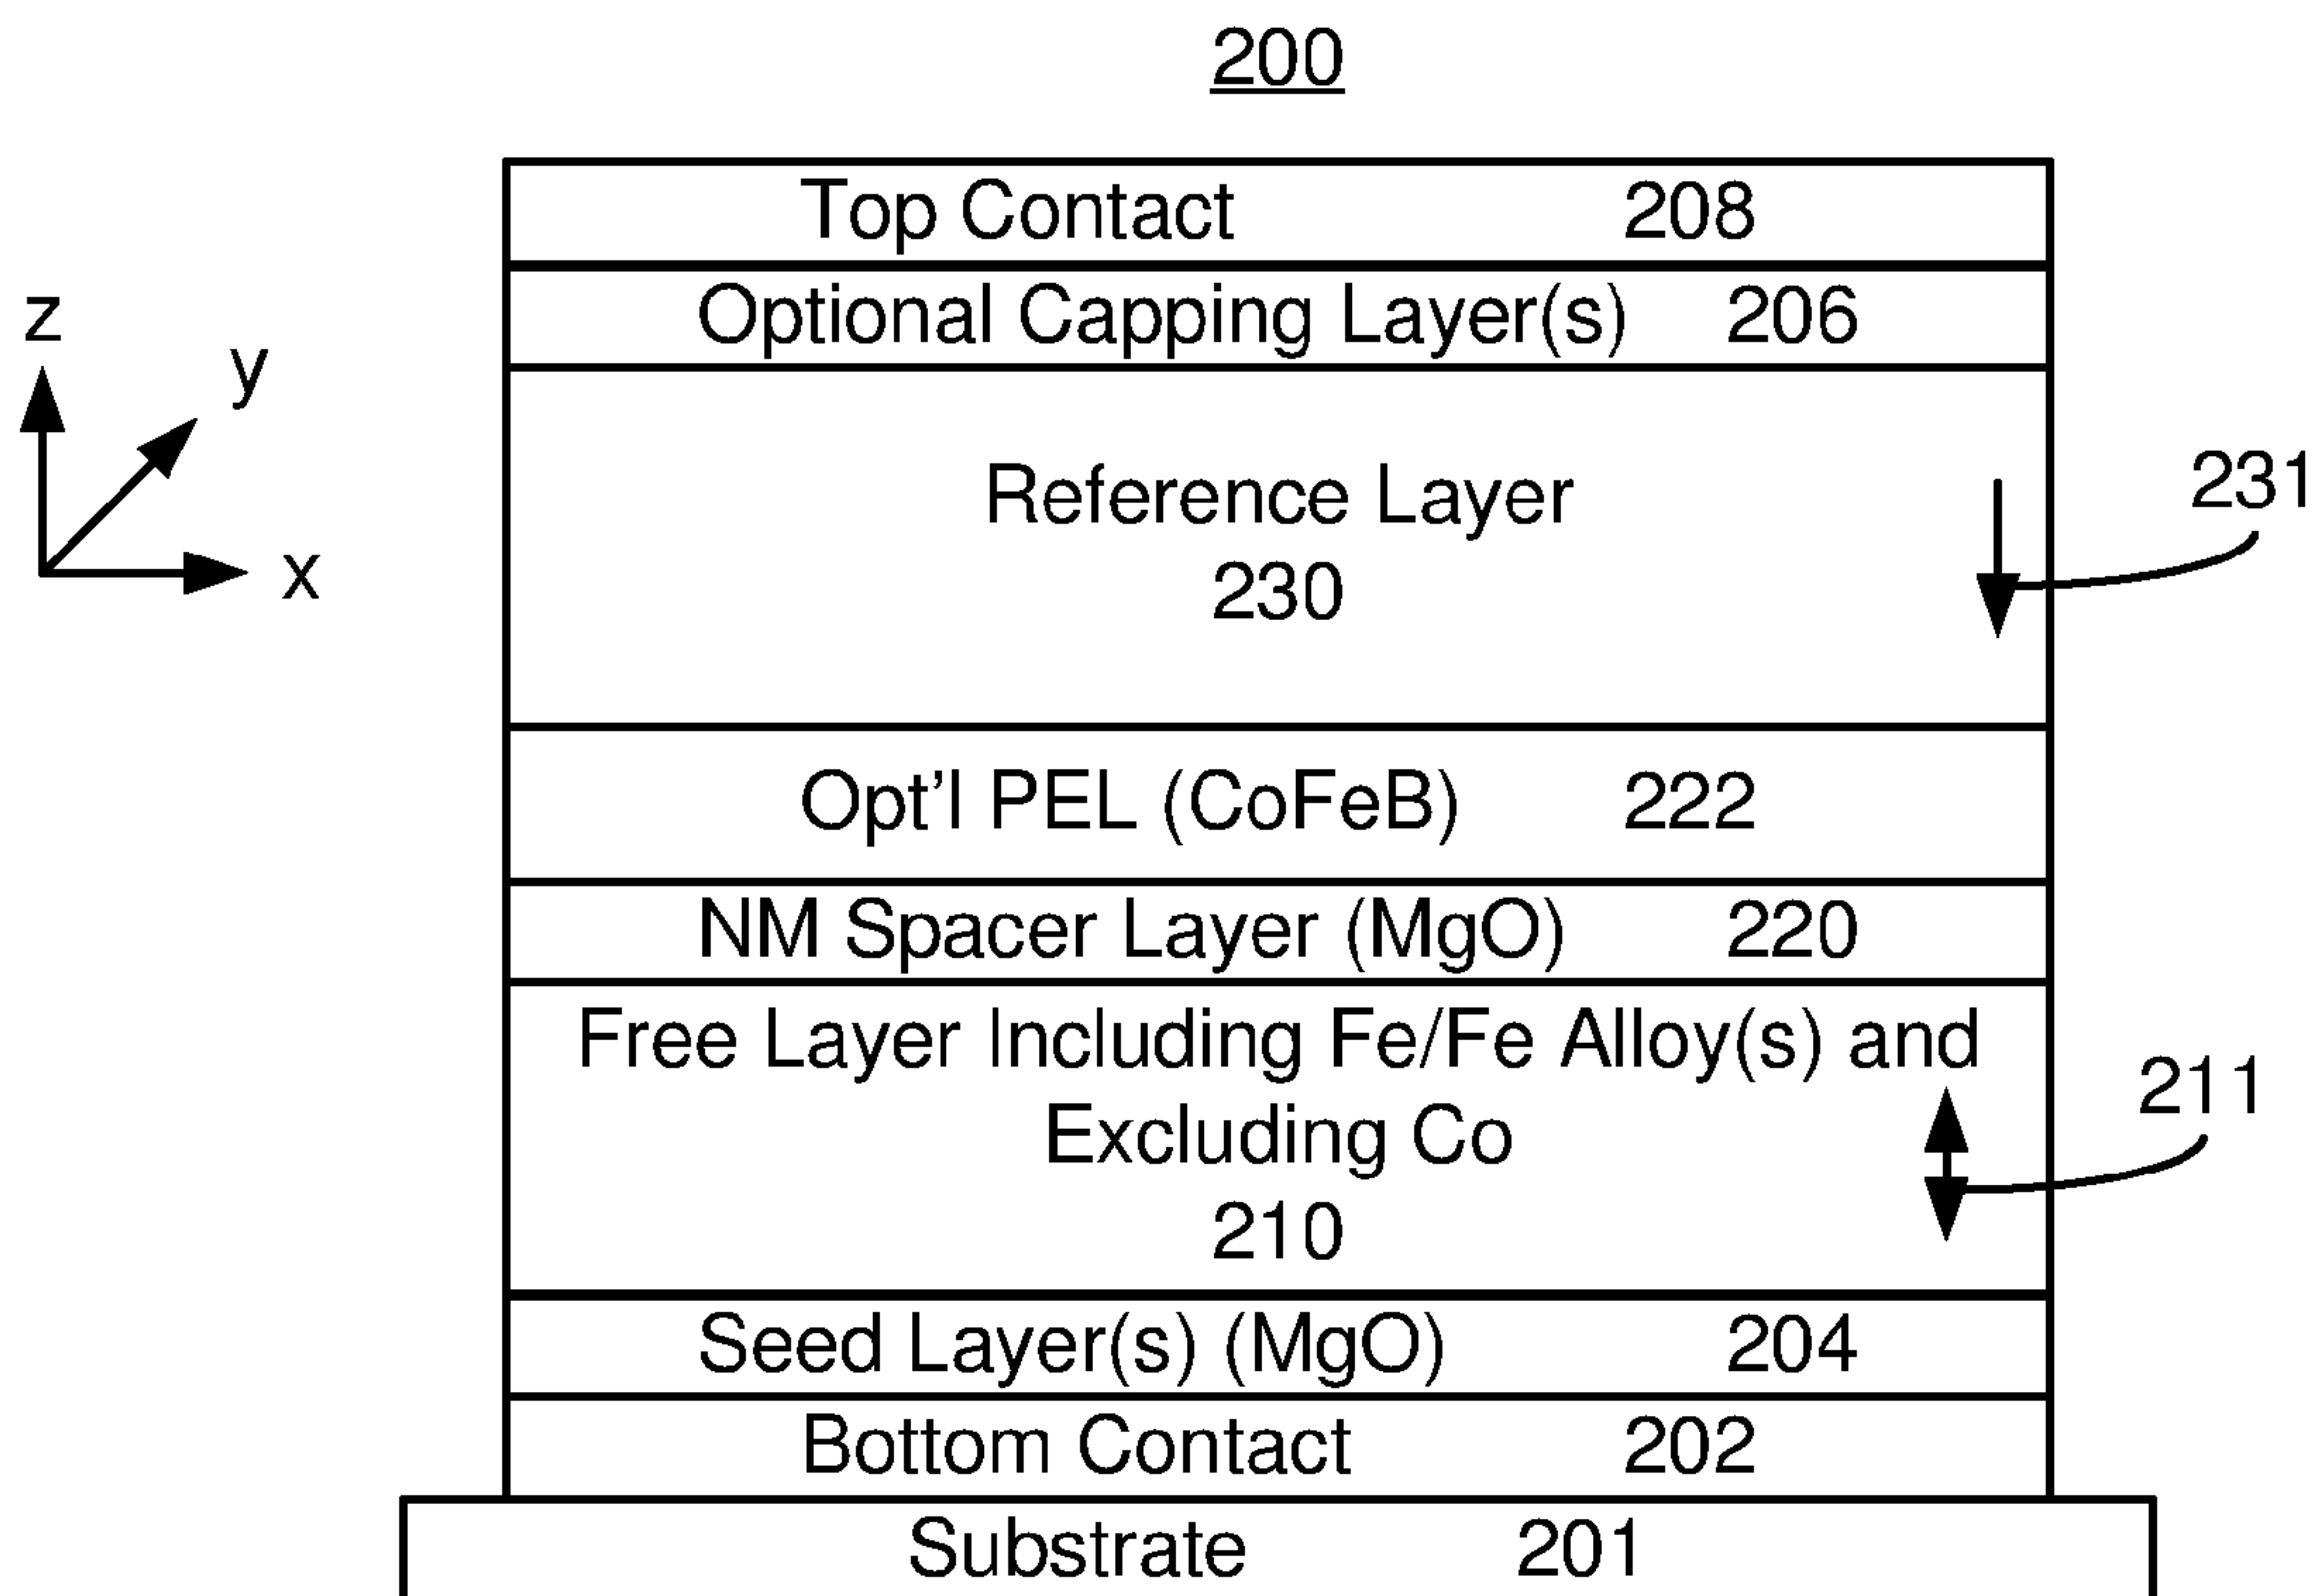 200
Top Contact 208
Optional Capping Layer(s) 206
z
y
x
Reference Layer
230
231
Opt'l PEL (CoFeB) 222
NM Spacer Layer (MgO) 220
Free Layer Including Fe/Fe Alloy(s) and
Excluding Co
210
211
Seed Layer(s) (MgO) 204
Bottom Contact 202
Substrate 201